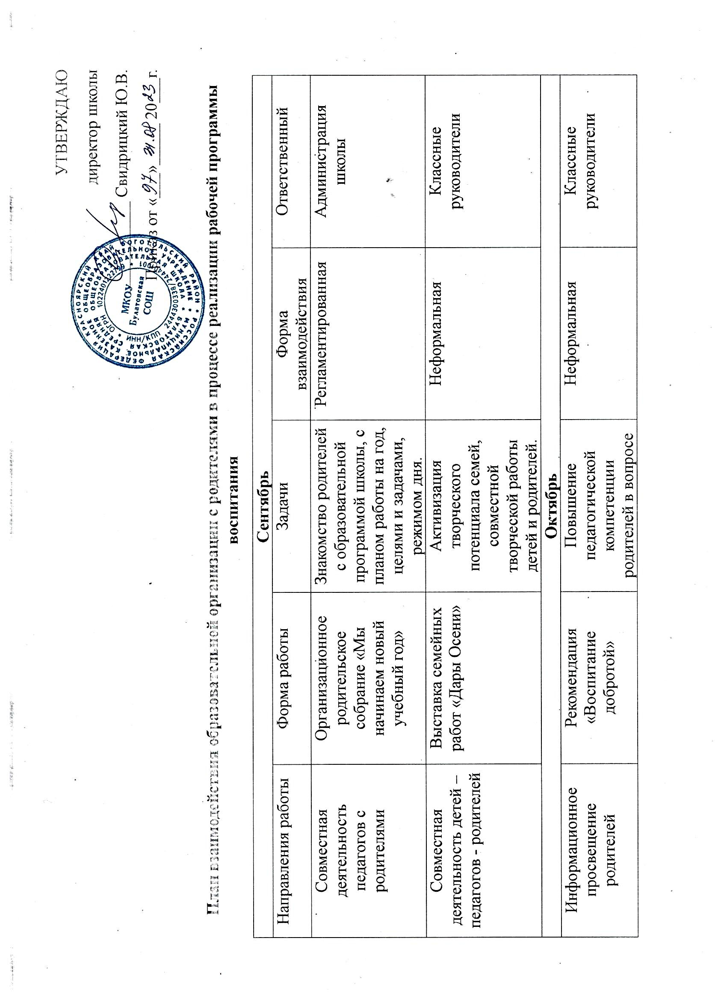 УТВЕРЖДАЮ
директор школы
Свидрицкий Ю.В.
Приказ от «97» 31.08 2023 г.
РОССИЙСКАЯ ФЕДЕРАЦИЯ КРАСНОЯРСКИЙ КРАЙ БОГОТОЛЬСКИЙ РАЙОН
МУНИЦИПАЛЬНОЕ КАЗЕННОЕ ОБЩЕОБРАЗОВАТЕЛЬНОЕ УЧРЕЖДЕНИЕ
БУЛАТОВСКАЯ СРЕДНЯЯ ОБЩЕОБРАЗОВАТЕЛЬНАЯ ШКОЛА
ОГРН 1022401222799
ИНН/КПП 2444300338/244401001
МКОУ
Булатовская
СОШ
План взаимодействия образовательной организации с родителями в процессе реализации рабочей программы
воспитания
Сентябрь
Направления работы
Форма работы
Задачи
Форма
взаимодействия
Ответственный
Совместная
деятельность
педагогов с
родителями
Организационное
родительское
собрание «Мы
начинаем новый
учебный год»
Знакомство родителей
с образовательной
программой школы, с
планом работы на год,
целями и задачами,
режимом дня.
Регламентированная
Администрация
школы
Совместная
деятельность детей –
педагогов - родителей
Выставка семейных
работ «Дары Осени»
Активизация
творческого
потенциала семей,
совместной
творческой работы
детей и родителей.
Неформальная
Классные
руководители
Октябрь
Информационное
просвещение
родителей
Рекомендация
«Воспитание
добротой»
Повышение
педагогической
компетенции
родителей в вопросе
Неформальная
Классные
руководители